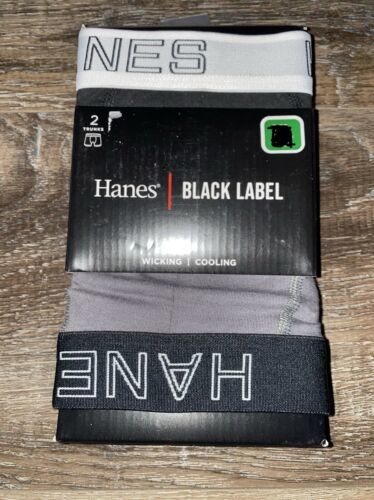 NES
2
TRUNKS
Hanes® | BLACK LABEL
WICKING | COOLING
HANE